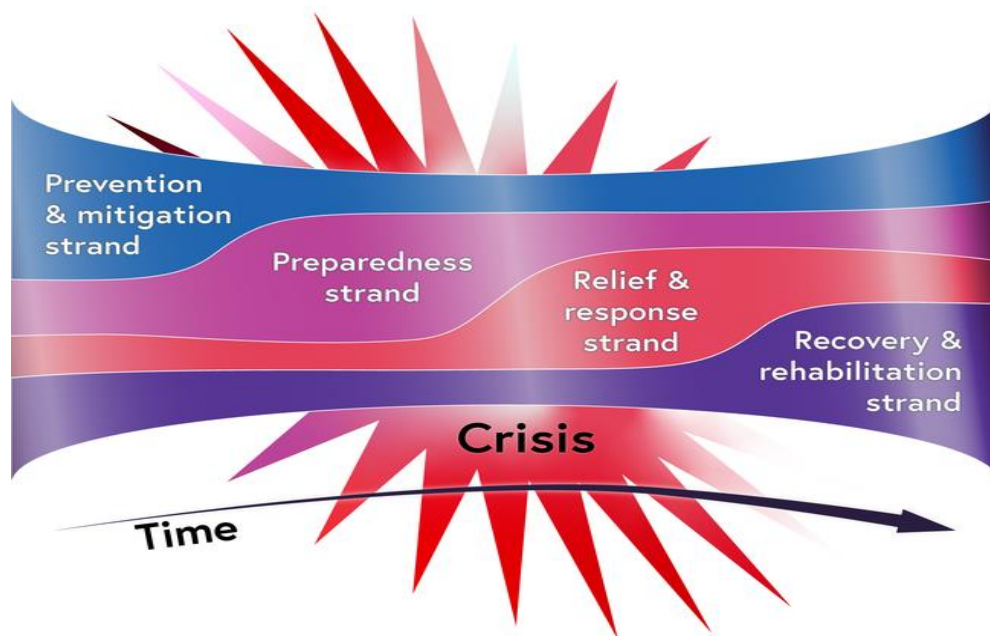 Prevention
& mitigation
strand
Preparedness
strand
Relief &
response
strand
Recovery &
rehabilitation
strand
Crisis
Time